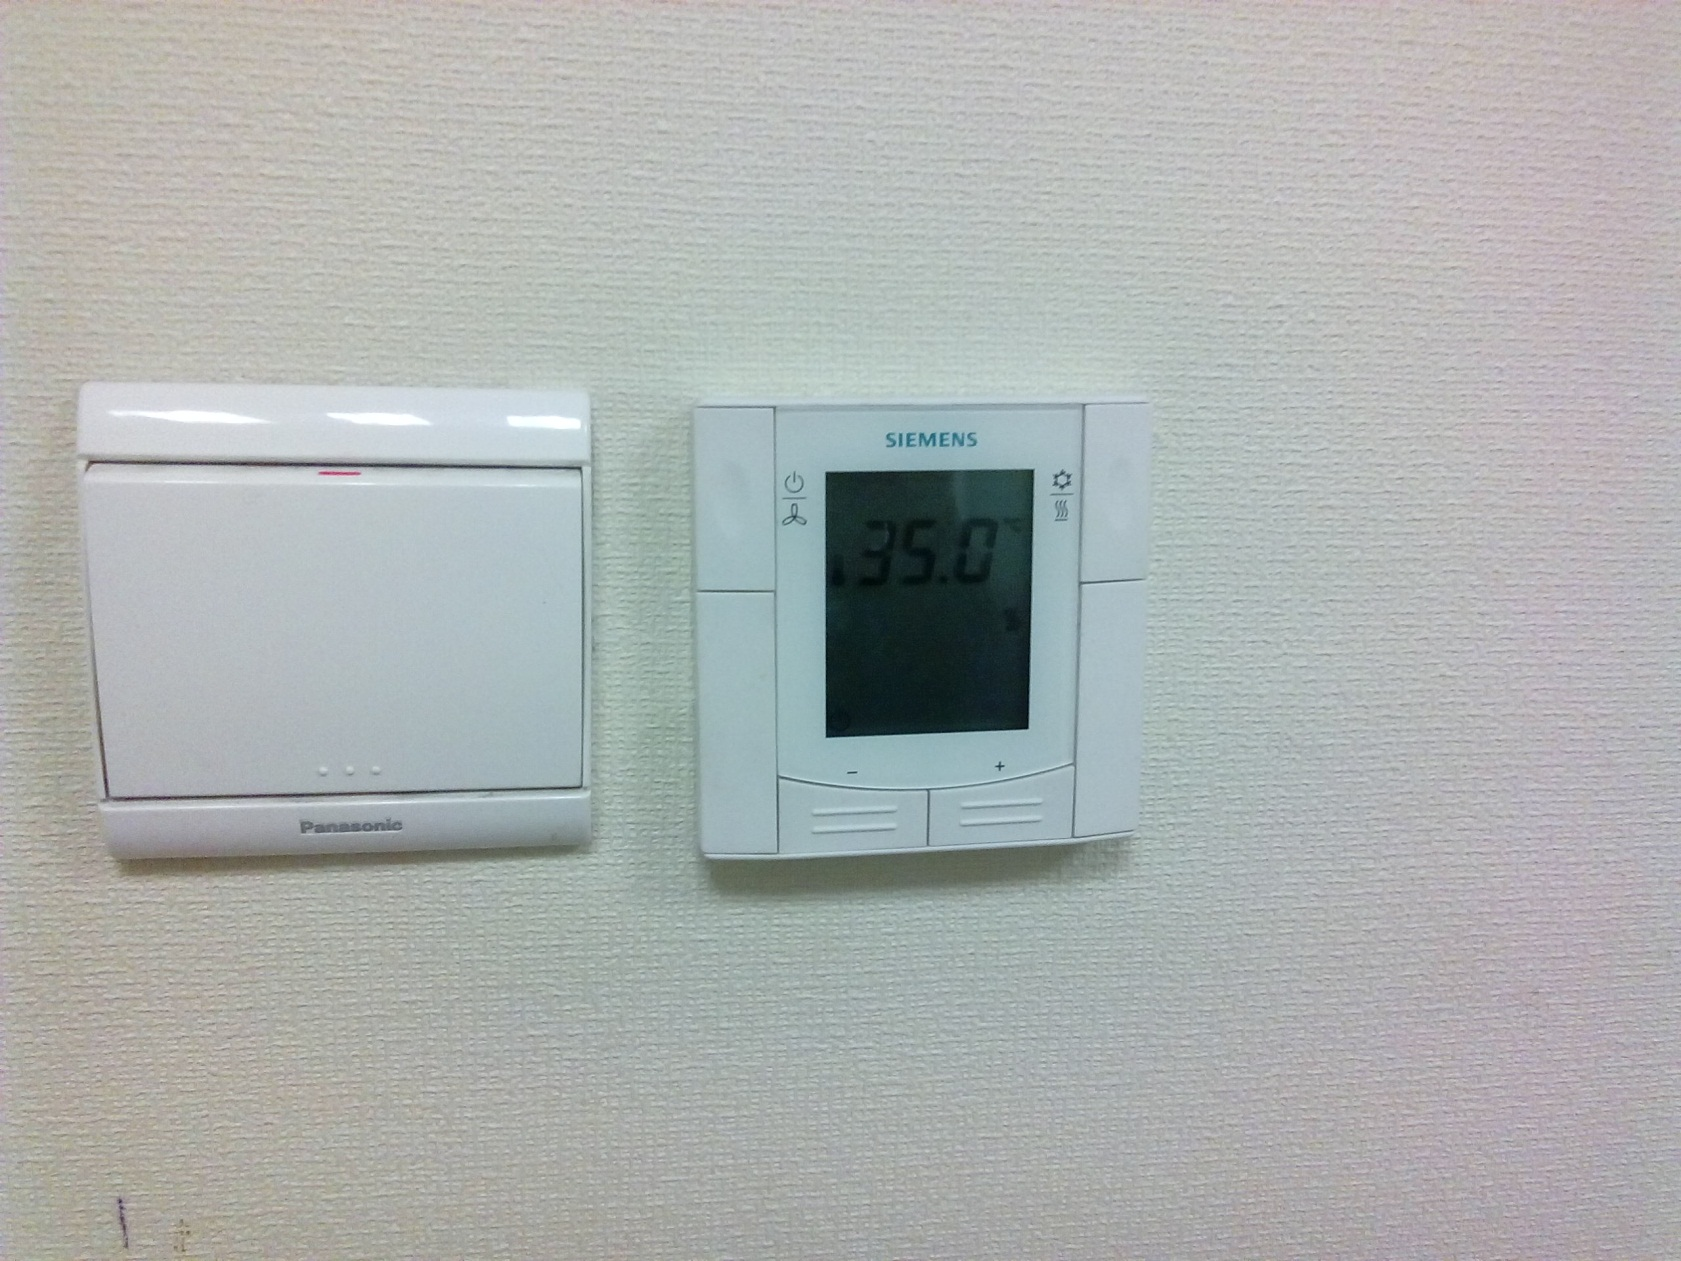 SIEMENS
35.0
°C
- +
Panasonic